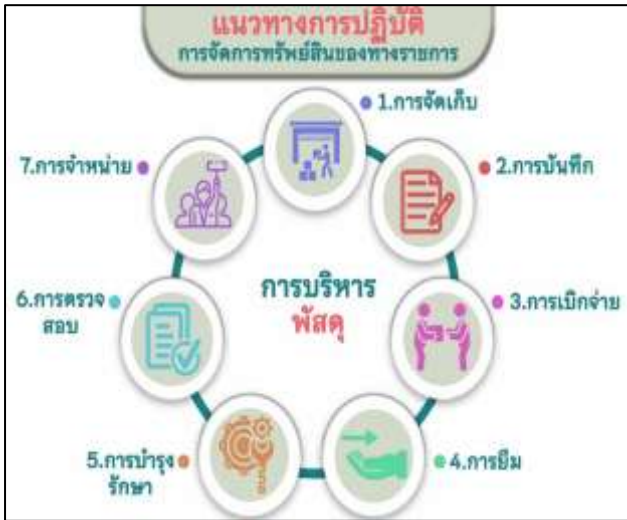 แนวทางการปฏิบัติ
การจัดการทรัพย์สินของทางราชการ
1.การจัดเก็บ
2.การบันทึก
3.การเบิกจ่าย
4.การยืม
5.การบำรุง
รักษา
6.การตรวจ
สอบ
7.การจำหน่าย
การบริหาร
พัสดุ